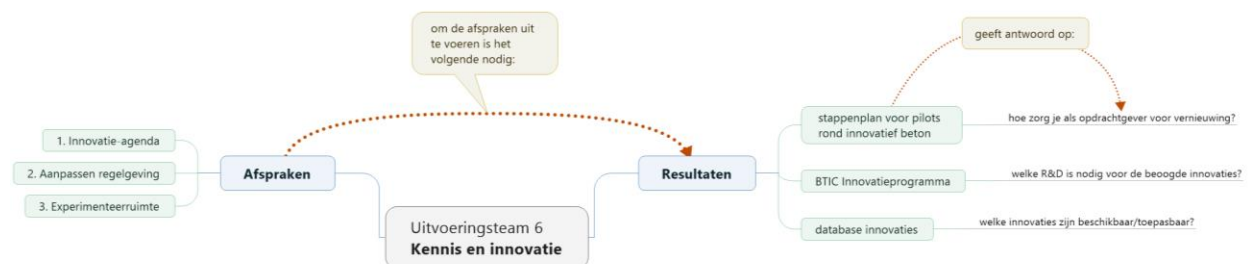 om de afspraken uit
te voeren is het
volgende nodig:
geeft antwoord op:
1. Innovatie-agenda
2. Aanpassen regelgeving
3. Experimenteerruimte
Afspraken
Uitvoeringsteam 6
Kennis en innovatie
Resultaten
stappenplan voor pilots
rond innovatief beton
hoe zorg je als opdrachtgever voor vernieuwing?
BTIC Innovatieprogramma
welke R&D is nodig voor de beoogde innovaties?
database innovaties
welke innovaties zijn beschikbaar/toepasbaar?